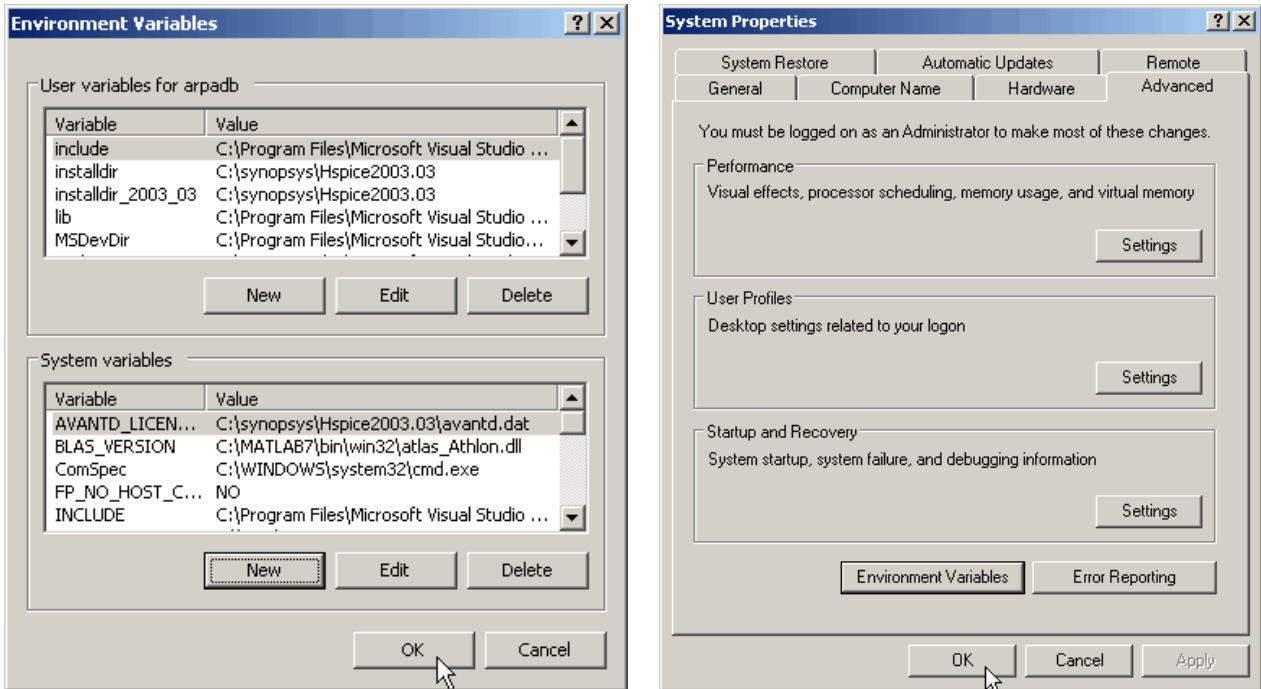 Environment Variables
User variables for arpadb
Variable Value
include C:\Program Files\Microsoft Visual Studio ...
installdir C:\synopsys\Hspice2003.03
installdir_2003_03 C:\synopsys\Hspice2003.03
lib C:\Program Files\Microsoft Visual Studio ...
MSDevDir C:\Program Files\Microsoft Visual Studio...
New Edit Delete
System variables
Variable Value
AVANTD_LICEN... C:\synopsys\Hspice2003.03\avantd.dat
BLAS_VERSION C:\MATLAB7\bin\win32\atlas_Athlon.dll
ComSpec C:\WINDOWS\system32\cmd.exe
FP_NO_HOST_C... NO
INCLUDE C:\Program Files\Microsoft Visual Studio ...
New Edit Delete
OK Cancel
System Properties
System Restore Automatic Updates Remote
General Computer Name Hardware Advanced
You must be logged on as an Administrator to make most of these changes.
Performance
Visual effects, processor scheduling, memory usage, and virtual memory
Settings
User Profiles
Desktop settings related to your logon
Settings
Startup and Recovery
System startup, system failure, and debugging information
Settings
Environment Variables Error Reporting
OK Cancel Apply